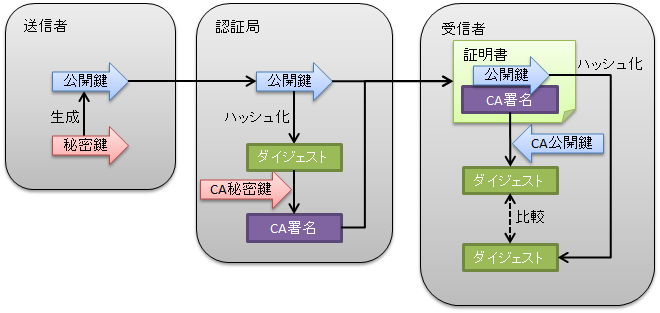 送信者
公開鍵
生成
秘密鍵
認証局
公開鍵
ハッシュ化
ダイジェスト
CA秘密鍵
CA署名
受信者
証明書
公開鍵
ハッシュ化
CA署名
CA公開鍵
ダイジェスト
比較
ダイジェスト